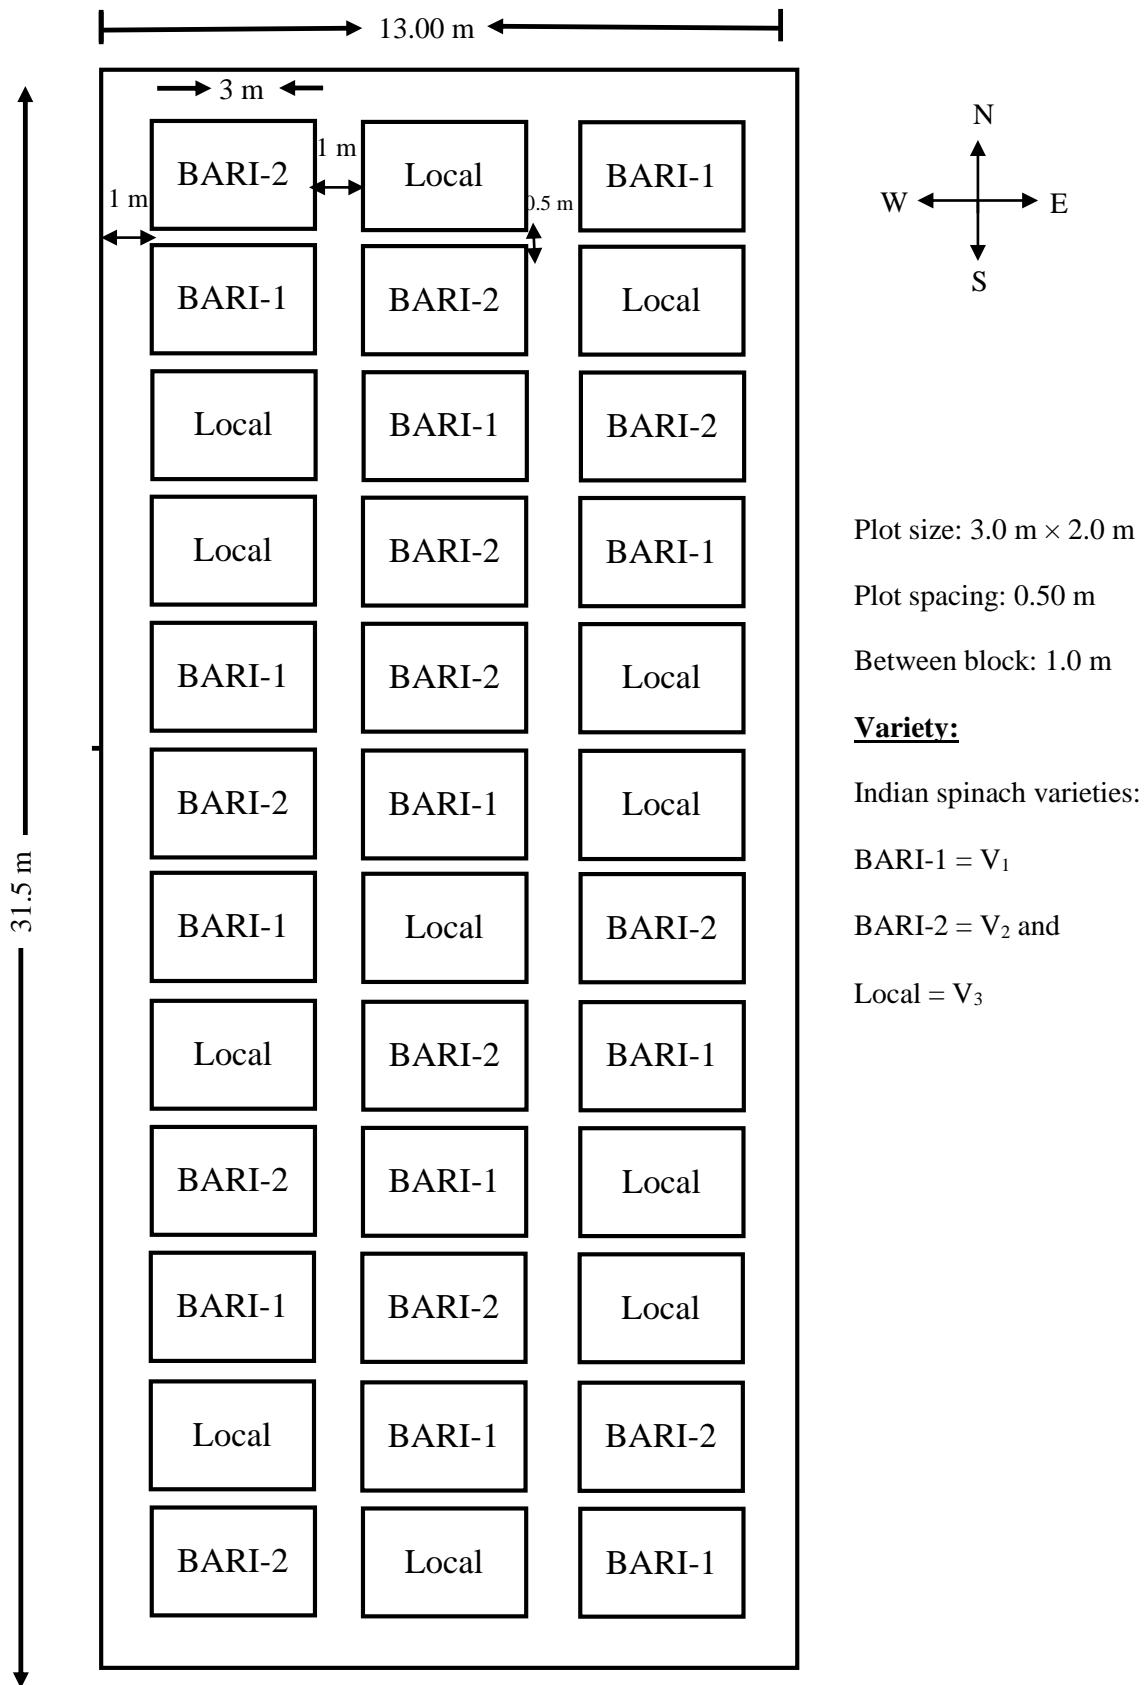 13.00 m
3 m
BARI-2
1 m
Local
BARI-1
1 m
0.5 m
BARI-1
BARI-2
Local
Local
BARI-1
BARI-2
Local
BARI-2
BARI-1
BARI-1
BARI-2
Local
BARI-2
BARI-1
Local
BARI-1
Local
BARI-2
Local
BARI-2
BARI-1
BARI-2
BARI-1
Local
BARI-1
BARI-2
Local
Local
BARI-1
BARI-2
BARI-2
Local
BARI-1
31.5 m
N
W
E
S
Plot size: 3.0 m × 2.0 m
Plot spacing: 0.50 m
Between block: 1.0 m
Variety:
Indian spinach varieties:
BARI-1 = V₁
BARI-2 = V₂ and
Local = V₃